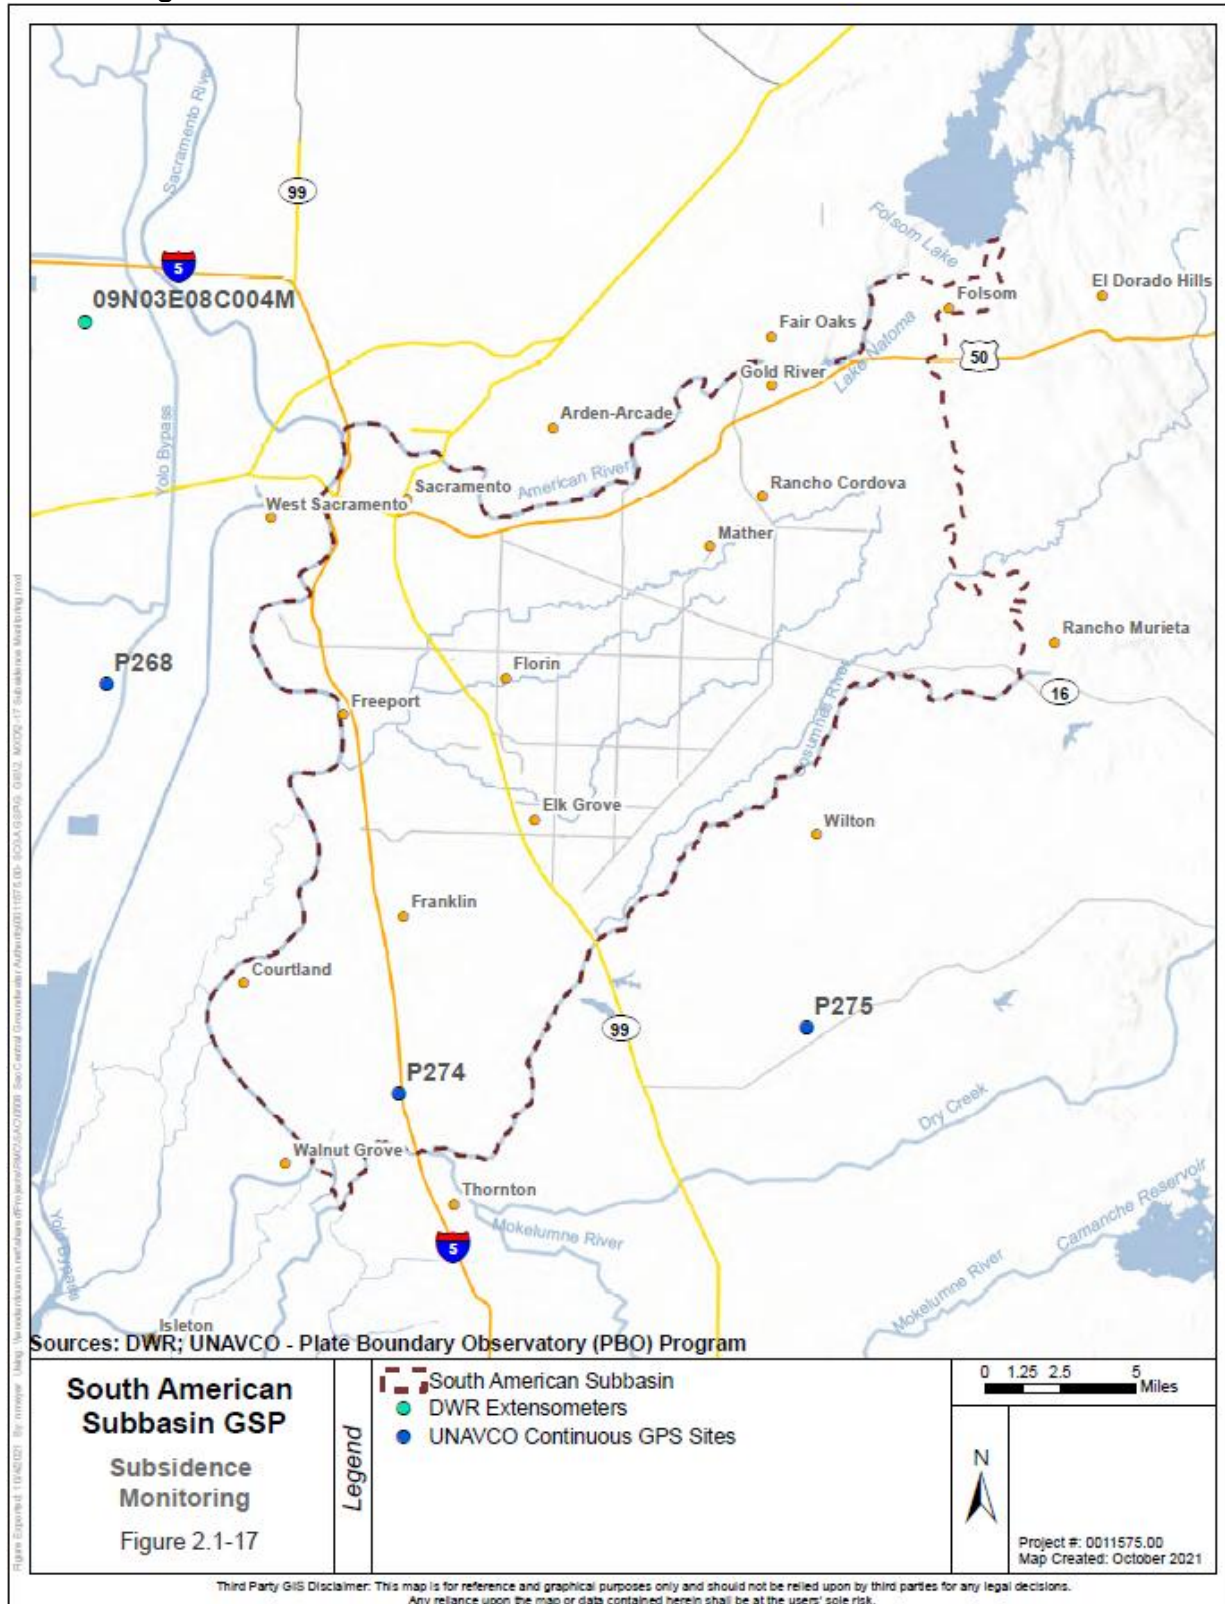 Sacramento River
99
5
09N03E08C004M
Folsom Lake
El Dorado Hills
Folsom
Fair Oaks
Lake Natoma
50
Gold River
Arden-Arcade
Yolo Bypass
American River
Sacramento
West Sacramento
Rancho Cordova
Mather
Rancho Murieta
P268
Florin
16
Freeport
Cosumnes River
Elk Grove
Wilton
Franklin
Courtland
P275
99
P274
Dry Creek
Walnut Grove
Thornton
Mokelumne River
5
Camanche Reservoir
Mokelumne River
Yolo Bypass
Isleton
Sources: DWR; UNAVCO - Plate Boundary Observatory (PBO) Program
South American
Subbasin GSP
Subsidence
Monitoring
Figure 2.1-17
Legend
South American Subbasin
DWR Extensometers
UNAVCO Continuous GPS Sites
0 1.25 2.5 5
Miles
N
Project #: 0011575.00
Map Created: October 2021
Third Party GIS Disclaimer: This map is for reference and graphical purposes only and should not be relied upon by third parties for any legal decisions.
Any reliance upon the map or data contained herein shall be at the users' sole risk.